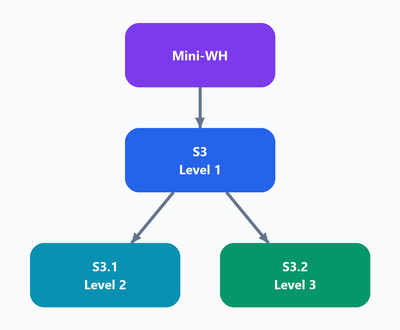 Mini-WH
S3
Level 1
S3.1
Level 2
S3.2
Level 3